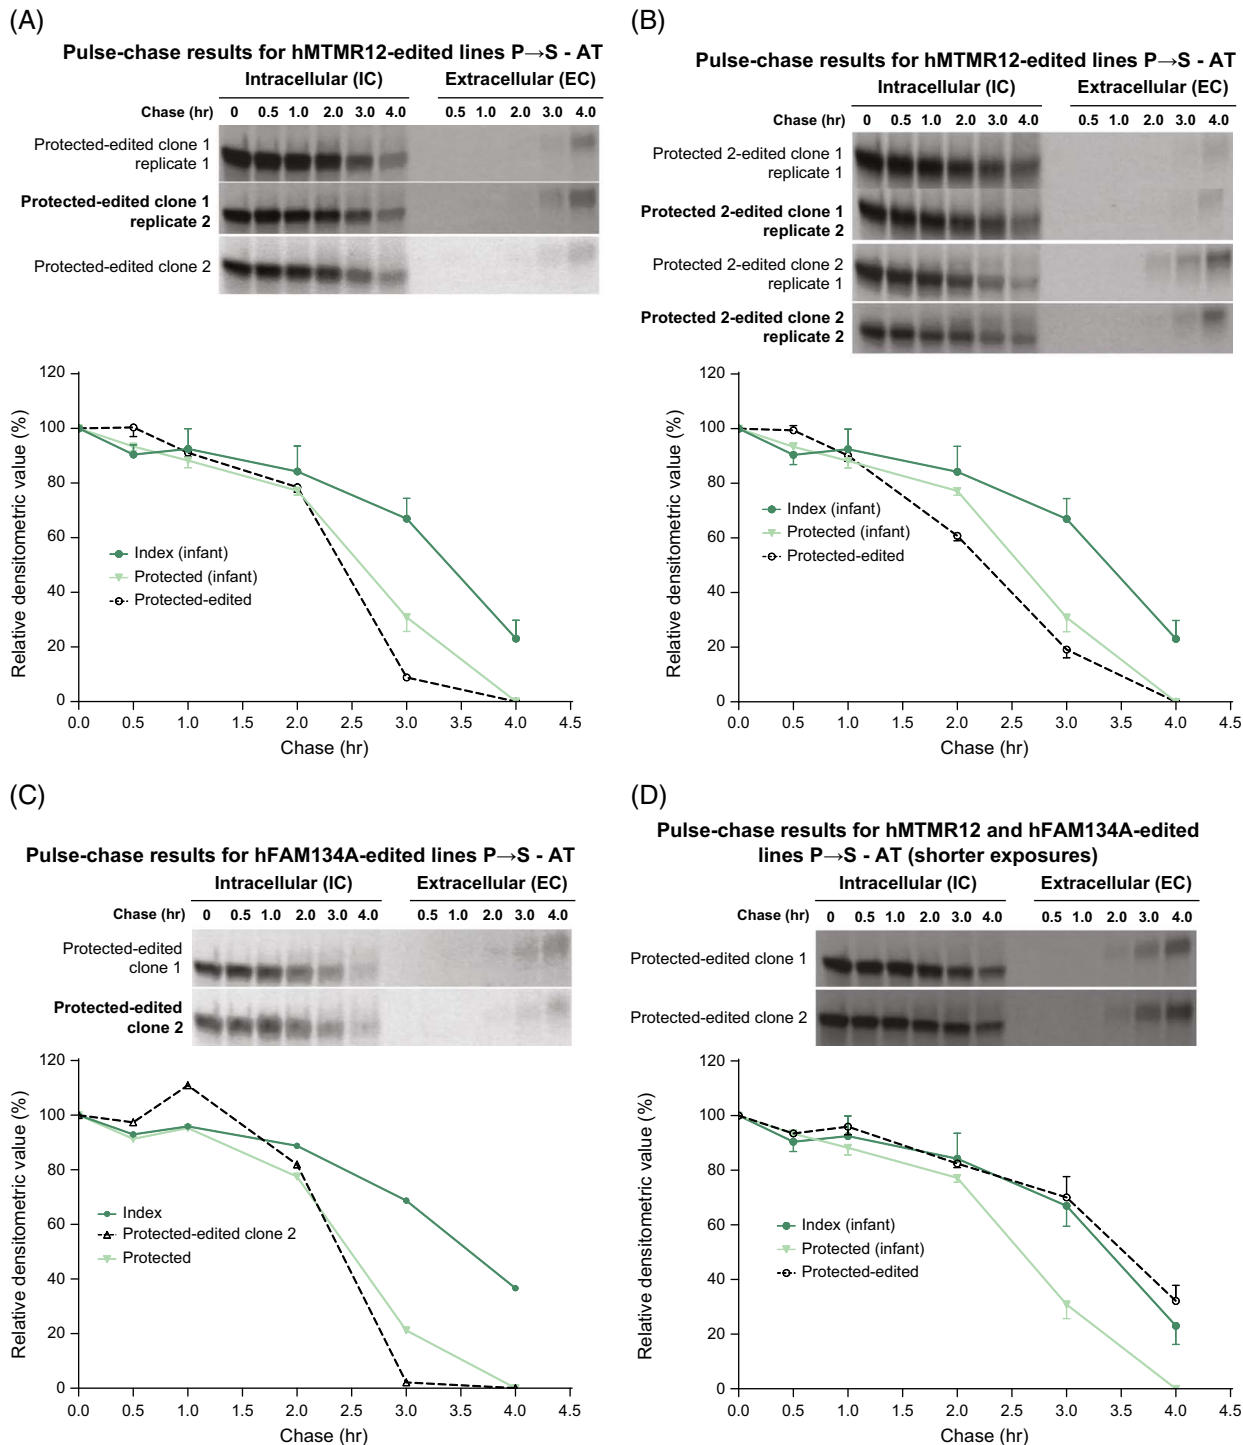 (A)
Pulse-chase results for hMTMR12-edited lines P→S - AT
Intracellular (IC) Extracellular (EC)
Chase (hr) 0 0.5 1.0 2.0 3.0 4.0 0.5 1.0 2.0 3.0 4.0
Protected-edited clone 1
replicate 1
Protected-edited clone 1
replicate 2
Protected-edited clone 2
Relative densitometric value (%)
120
100
80
60
40
20
0
Index (infant)
Protected (infant)
Protected-edited
0.0 0.5 1.0 1.5 2.0 2.5 3.0 3.5 4.0 4.5
Chase (hr)
(B)
Pulse-chase results for hMTMR12-edited lines P→S - AT
Intracellular (IC) Extracellular (EC)
Chase (hr) 0 0.5 1.0 2.0 3.0 4.0 0.5 1.0 2.0 3.0 4.0
Protected 2-edited clone 1
replicate 1
Protected 2-edited clone 1
replicate 2
Protected 2-edited clone 2
replicate 1
Protected 2-edited clone 2
replicate 2
Relative densitometric value (%)
120
100
80
60
40
20
0
Index (infant)
Protected (infant)
Protected-edited
0.0 0.5 1.0 1.5 2.0 2.5 3.0 3.5 4.0 4.5
Chase (hr)
(C)
Pulse-chase results for hFAM134A-edited lines P→S - AT
Intracellular (IC) Extracellular (EC)
Chase (hr) 0 0.5 1.0 2.0 3.0 4.0 0.5 1.0 2.0 3.0 4.0
Protected-edited
clone 1
Protected-edited
clone 2
Relative densitometric value (%)
120
100
80
60
40
20
0
Index
Protected-edited clone 2
Protected
0.0 0.5 1.0 1.5 2.0 2.5 3.0 3.5 4.0 4.5
Chase (hr)
(D)
Pulse-chase results for hMTMR12 and hFAM134A-edited
lines P→S - AT (shorter exposures)
Intracellular (IC) Extracellular (EC)
Chase (hr) 0 0.5 1.0 2.0 3.0 4.0 0.5 1.0 2.0 3.0 4.0
Protected-edited clone 1
Protected-edited clone 2
Relative densitometric value (%)
120
100
80
60
40
20
0
Index (infant)
Protected (infant)
Protected-edited
0.0 0.5 1.0 1.5 2.0 2.5 3.0 3.5 4.0 4.5
Chase (hr)